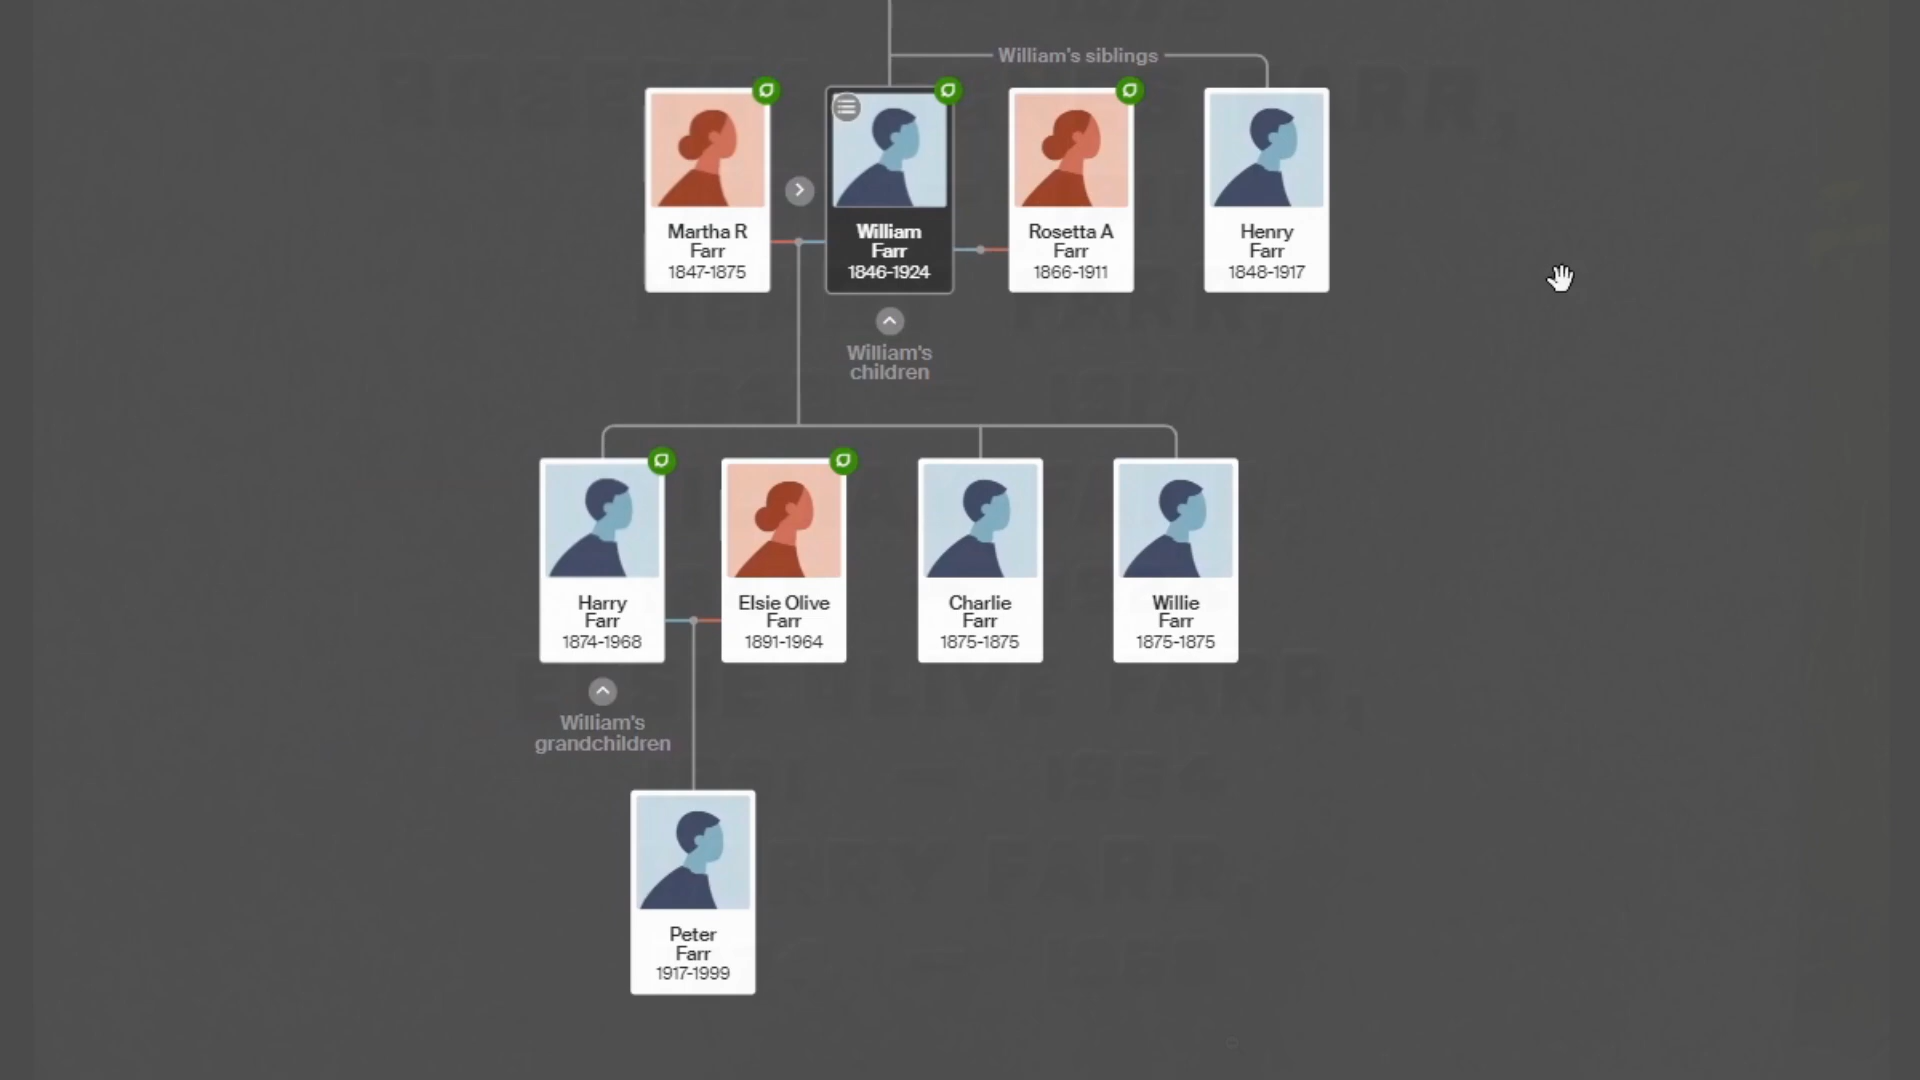 William's siblings
Martha R
Farr
1847-1875
William
Farr
1846-1924
Rosetta A
Farr
1866-1911
Henry
Farr
1848-1917
William's
children
Harry
Farr
1874-1968
Elsie Olive
Farr
1891-1964
Charlie
Farr
1875-1875
Willie
Farr
1875-1875
William's
grandchildren
Peter
Farr
1917-1999